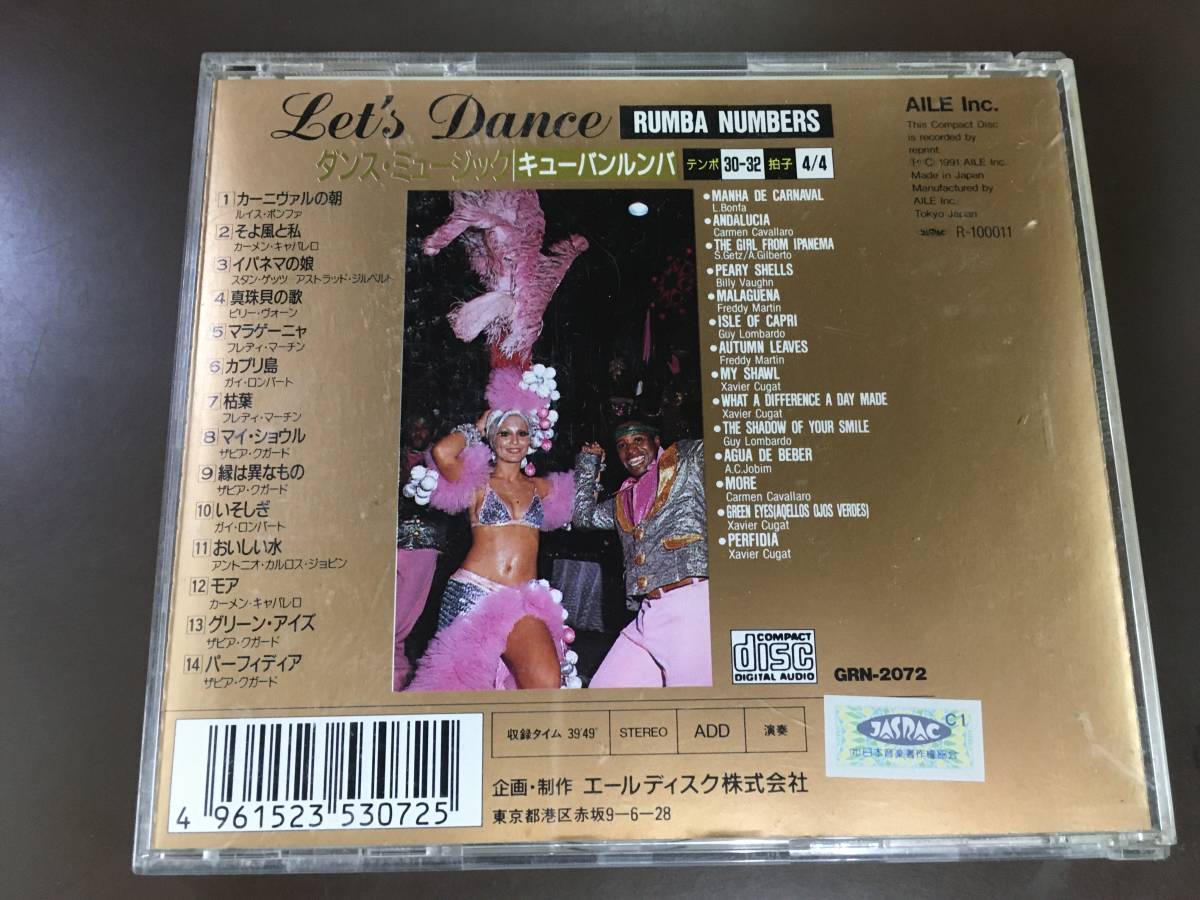 Let's Dance RUMBA NUMBERS
ダンス・ミュージック キューバンルンバ テンポ 30-32 拍子 4/4
AILE Inc.
This Compact Disc
is recorded by
reprint.
Ⓟ© 1991 AILE Inc.
Made in Japan
Manufactured by
AILE Inc.
Tokyo Japan
JASRAC R-100011
1 カーニヴァルの朝
ルイス・ボンファ
2 そよ風と私
カーメン・キャバレロ
3 イパネマの娘
スタン・ゲッツ アストラッド・ジルベルト
4 真珠貝の歌
ビリー・ヴォーン
5 マラゲーニャ
フレディ・マーチン
6 カプリ島
ガイ・ロンバート
7 枯葉
フレディ・マーチン
8 マイ・ショウル
ザビア・クガード
9 縁は異なもの
ザビア・クガード
10 いそしぎ
ガイ・ロンバート
11 おいしい水
アントニオ・カルロス・ジョビン
12 モア
カーメン・キャバレロ
13 グリーン・アイズ
ザビア・クガード
14 パーフィディア
ザビア・クガード
•MANHA DE CARNAVAL
L.Bonfa
•ANDALUCIA
Carmen Cavallaro
•THE GIRL FROM IPANEMA
S.Getz/A.Gilberto
•PEARY SHELLS
Billy Vaughn
•MALAGUENA
Freddy Martin
•ISLE OF CAPRI
Guy Lombardo
•AUTUMN LEAVES
Freddy Martin
•MY SHAWL
Xavier Cugat
•WHAT A DIFFERENCE A DAY MADE
Xavier Cugat
•THE SHADOW OF YOUR SMILE
Guy Lombardo
•AGUA DE BEBER
A.C.Jobim
•MORE
Carmen Cavallaro
•GREEN EYES(AQELLOS OJOS VERDES)
Xavier Cugat
•PERFIDIA
Xavier Cugat
COMPACT
disc
DIGITAL AUDIO
GRN-2072
C1
JASRAC
日本音楽著作権協会
収録タイム 39'49" STEREO ADD 演奏
企画・制作 エールディスク株式会社
東京都港区赤坂9-6-28
4 961523 530725